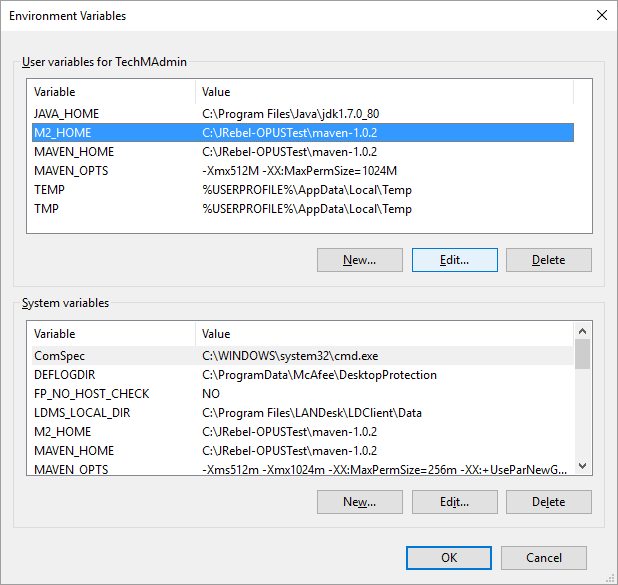 Environment Variables
User variables for TechMAdmin
Variable Value
JAVA_HOME C:\Program Files\Java\jdk1.7.0_80
M2_HOME C:\JRebel-OPUSTest\maven-1.0.2
MAVEN_HOME C:\JRebel-OPUSTest\maven-1.0.2
MAVEN_OPTS -Xmx512M -XX:MaxPermSize=1024M
TEMP %USERPROFILE%\AppData\Local\Temp
TMP %USERPROFILE%\AppData\Local\Temp
New... Edit... Delete
System variables
Variable Value
ComSpec C:\WINDOWS\system32\cmd.exe
DEFLOGDIR C:\ProgramData\McAfee\DesktopProtection
FP_NO_HOST_CHECK NO
LDMS_LOCAL_DIR C:\Program Files\LANDesk\LDClient\Data
M2_HOME C:\JRebel-OPUSTest\maven-1.0.2
MAVEN_HOME C:\JRebel-OPUSTest\maven-1.0.2
MAVEN_OPTS -Xms512m -Xmx1024m -XX:MaxPermSize=256m -XX:+UseParNewG...
New... Edit... Delete
OK Cancel